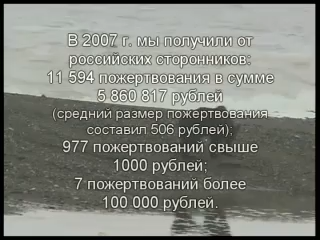 В 2007 г. мы получили от
российских сторонников:
11 594 пожертвования в сумме
5 860 817 рублей
(средний размер пожертвования
составил 506 рублей);
977 пожертвований свыше
1000 рублей;
7 пожертвований более
100 000 рублей.